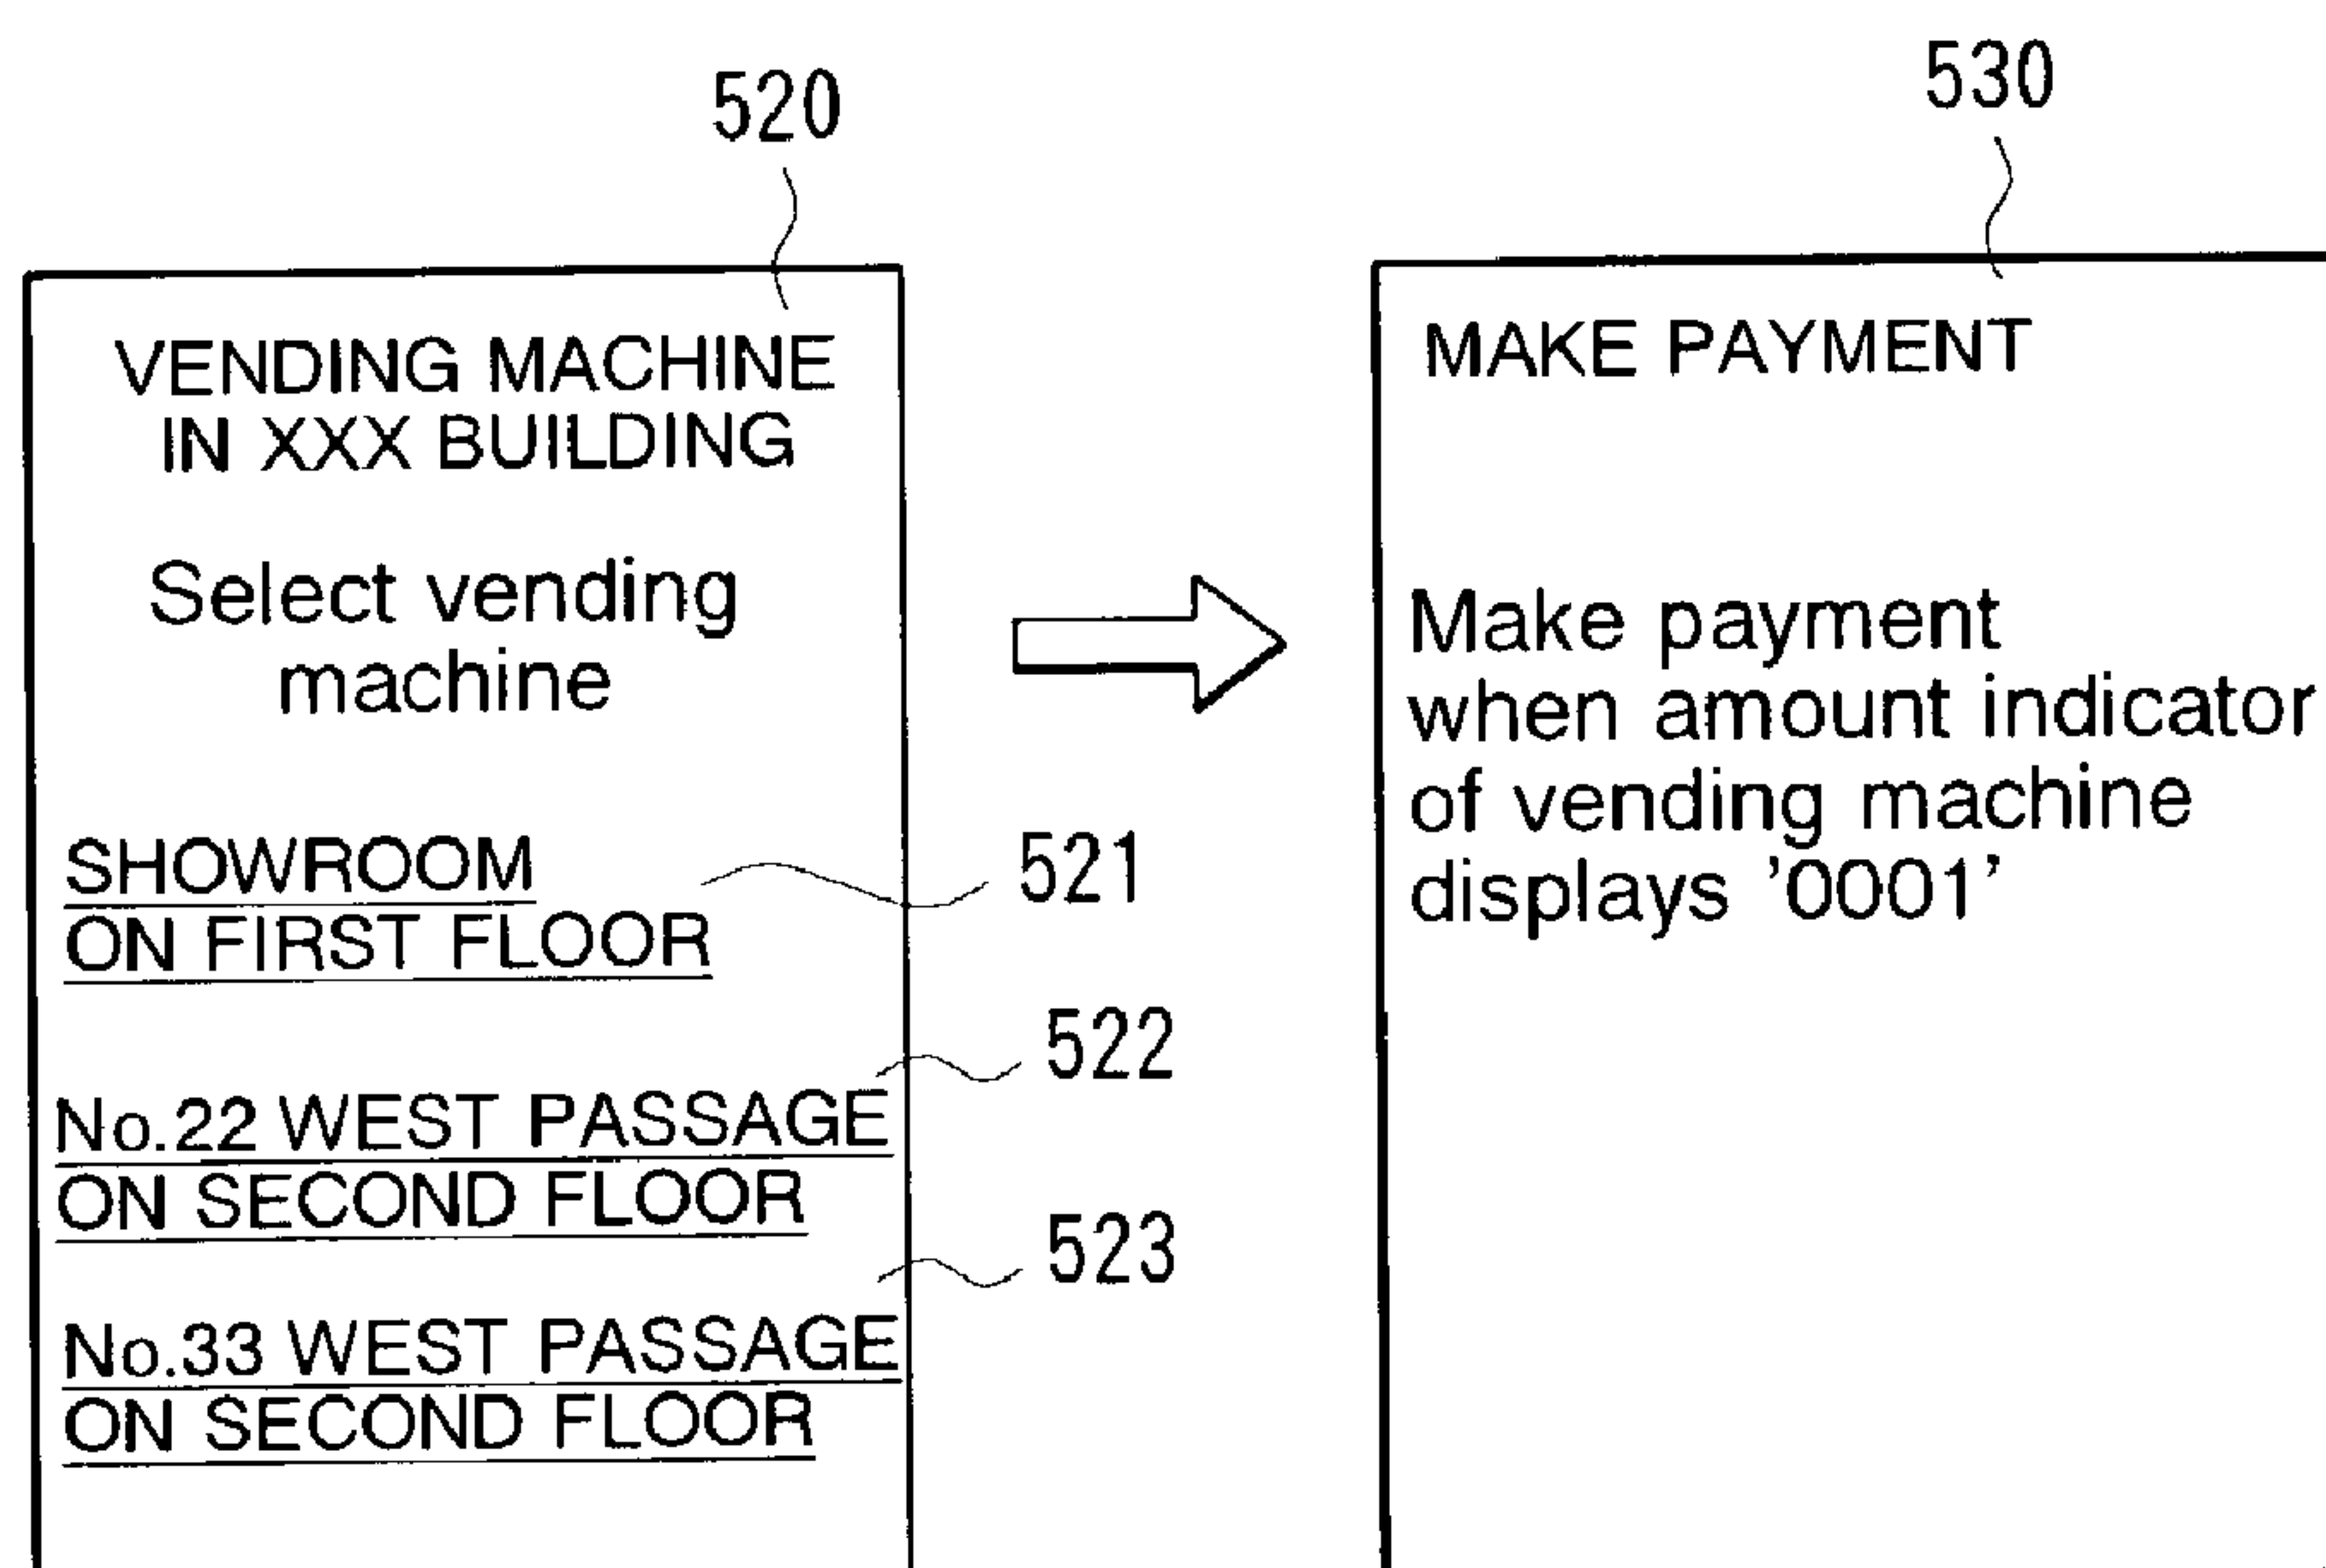 520
VENDING MACHINE
IN XXX BUILDING
Select vending
machine
SHOWROOM
ON FIRST FLOOR
521
522
No.22 WEST PASSAGE
ON SECOND FLOOR
523
No.33 WEST PASSAGE
ON SECOND FLOOR
530
MAKE PAYMENT
Make payment
when amount indicator
of vending machine
displays '0001'